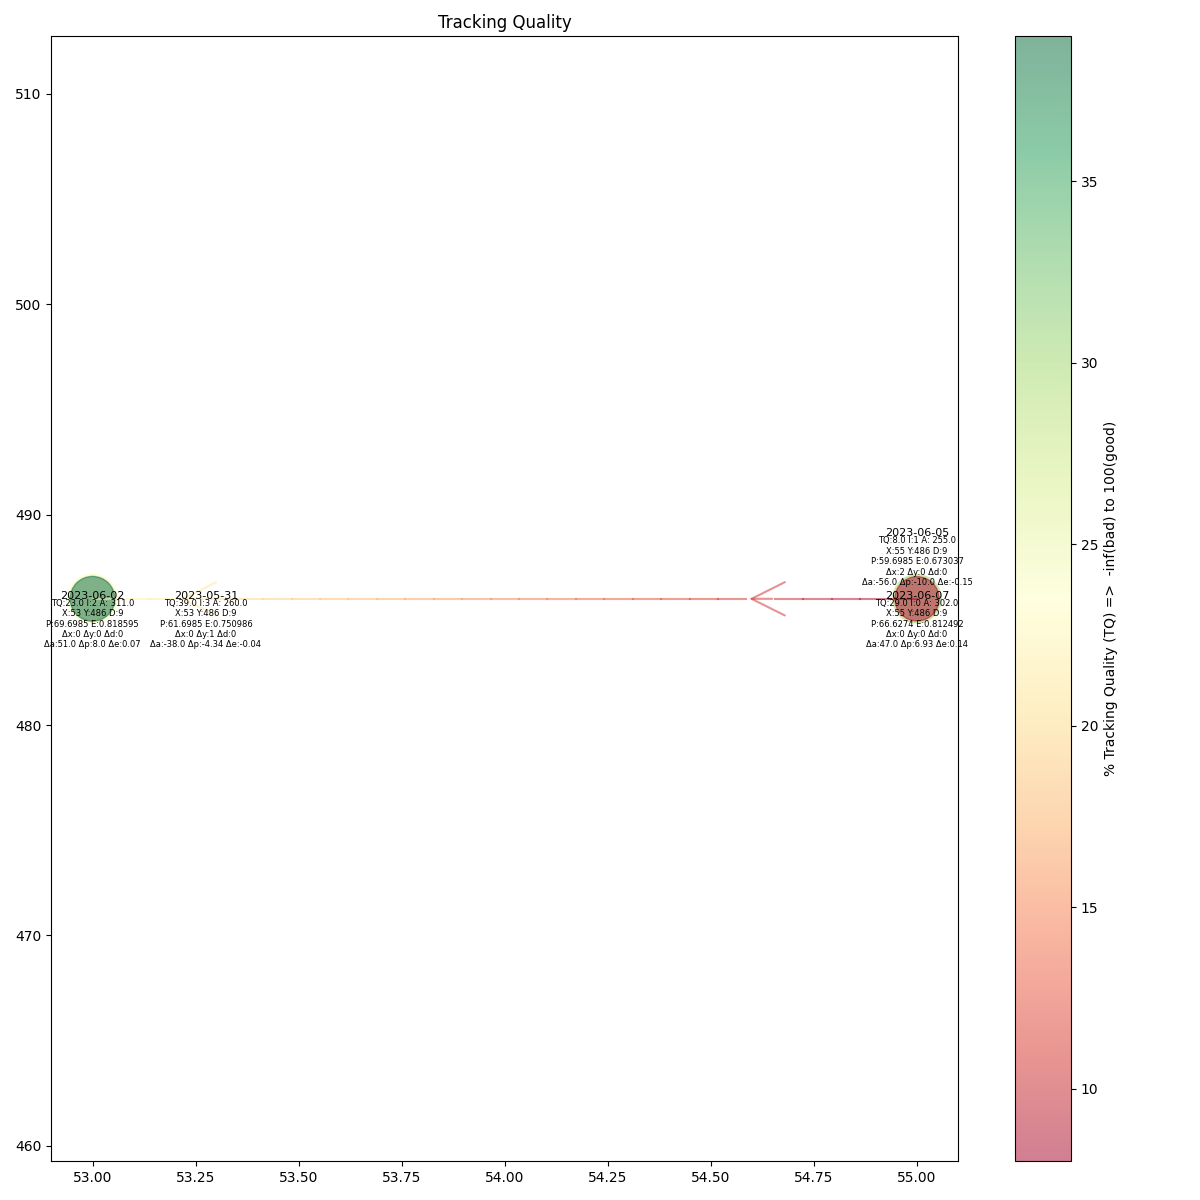 Tracking Quality
510
500
490
480
470
460
2023-06-05
TQ:8.0 I:1 A: 255.0
X:55 Y:486 D:9
P:59.6985 E:0.673037
Δx:2 Δy:0 Δd:0
Δa:-56.0 Δp:-10.0 Δe:-0.15
2023-06-02
TQ:23.0 I:2 A: 311.0
X:53 Y:486 D:9
P:69.6985 E:0.818595
Δx:0 Δy:0 Δd:0
Δa:51.0 Δp:8.0 Δe:0.07
2023-05-31
TQ:39.0 I:3 A: 260.0
X:53 Y:486 D:9
P:61.6985 E:0.750986
Δx:0 Δy:1 Δd:0
Δa:-38.0 Δp:-4.34 Δe:-0.04
2023-06-07
TQ:29.0 I:0 A: 302.0
X:55 Y:486 D:9
P:66.6274 E:0.812492
Δx:0 Δy:0 Δd:0
Δa:47.0 Δp:6.93 Δe:0.14
53.00
53.25
53.50
53.75
54.00
54.25
54.50
54.75
55.00
35
30
25
20
15
10
% Tracking Quality (TQ) => -inf(bad) to 100(good)